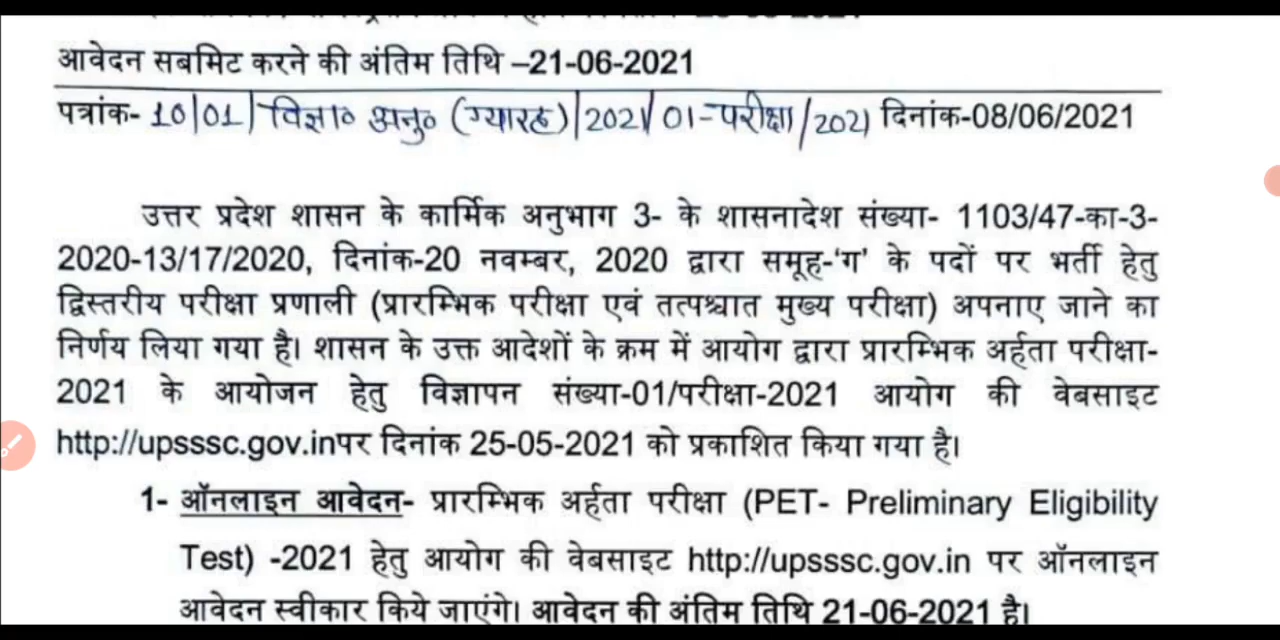 आवेदन सबमिट करने की अंतिम तिथि –21-06-2021
पत्रांक- 10/01/विज्ञा० अनु० (ग्यारह)/2021/01-परीक्षा/2021 दिनांक-08/06/2021
उत्तर प्रदेश शासन के कार्मिक अनुभाग 3- के शासनादेश संख्या- 1103/47-का-3-
2020-13/17/2020, दिनांक-20 नवम्बर, 2020 द्वारा समूह-‘ग’ के पदों पर भर्ती हेतु
द्विस्तरीय परीक्षा प्रणाली (प्रारम्भिक परीक्षा एवं तत्पश्चात मुख्य परीक्षा) अपनाए जाने का
निर्णय लिया गया है। शासन के उक्त आदेशों के क्रम में आयोग द्वारा प्रारम्भिक अर्हता परीक्षा-
2021 के आयोजन हेतु विज्ञापन संख्या-01/परीक्षा-2021 आयोग की वेबसाइट
http://upsssc.gov.inपर दिनांक 25-05-2021 को प्रकाशित किया गया है।
1- ऑनलाइन आवेदन- प्रारम्भिक अर्हता परीक्षा (PET- Preliminary Eligibility
Test) -2021 हेतु आयोग की वेबसाइट http://upsssc.gov.in पर ऑनलाइन
आवेदन स्वीकार किये जाएंगे। आवेदन की अंतिम तिथि 21-06-2021 है।